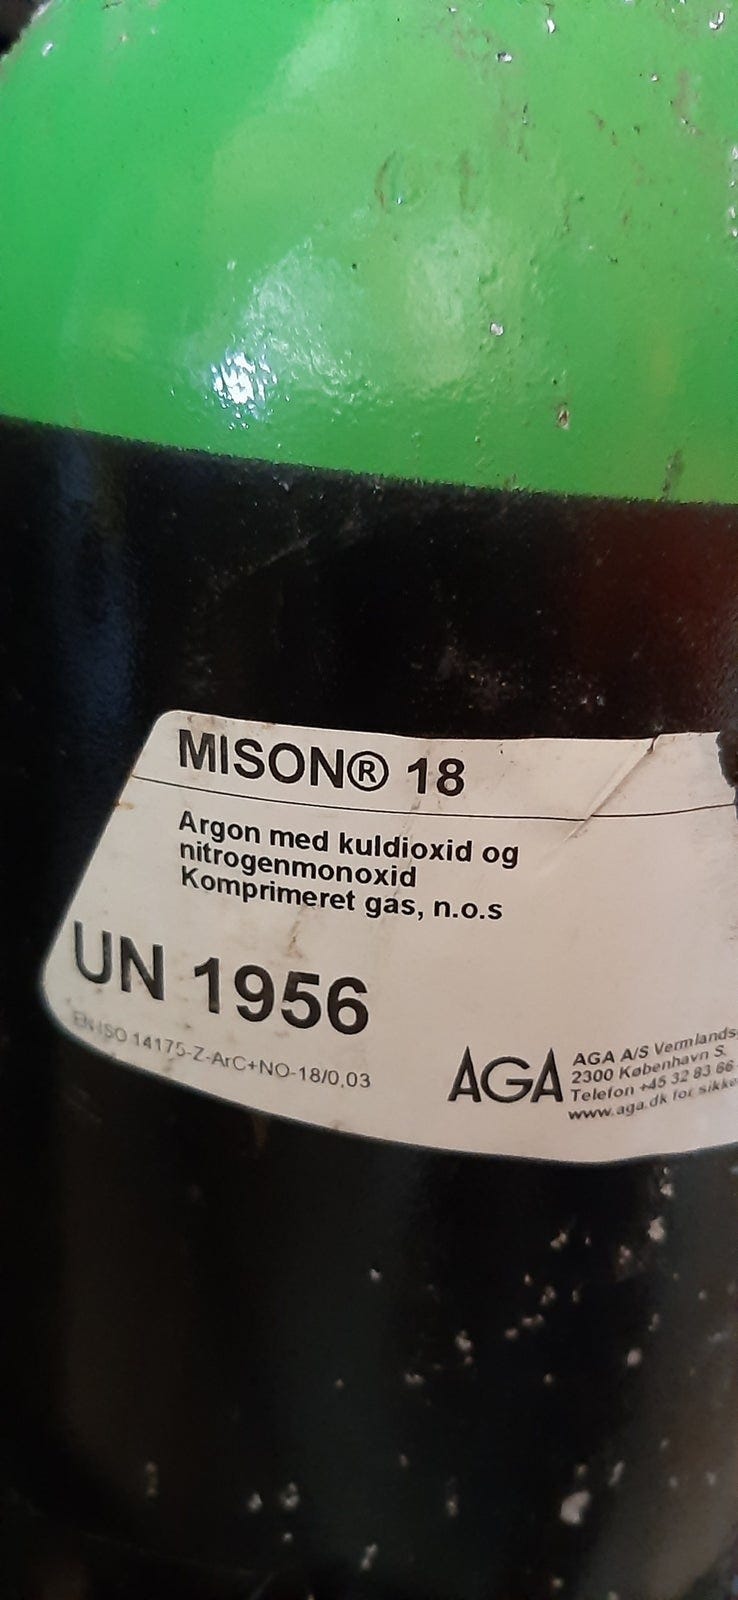 MISON® 18
Argon med kuldioxid og
nitrogenmonoxid
Komprimeret gas, n.o.s
UN 1956
EN ISO 14175-Z-ArC+NO-18/0,03
AGA
AGA A/S Vermlands
2300 København S.
Telefon +45 32 83 66
www.aga.dk for sikke